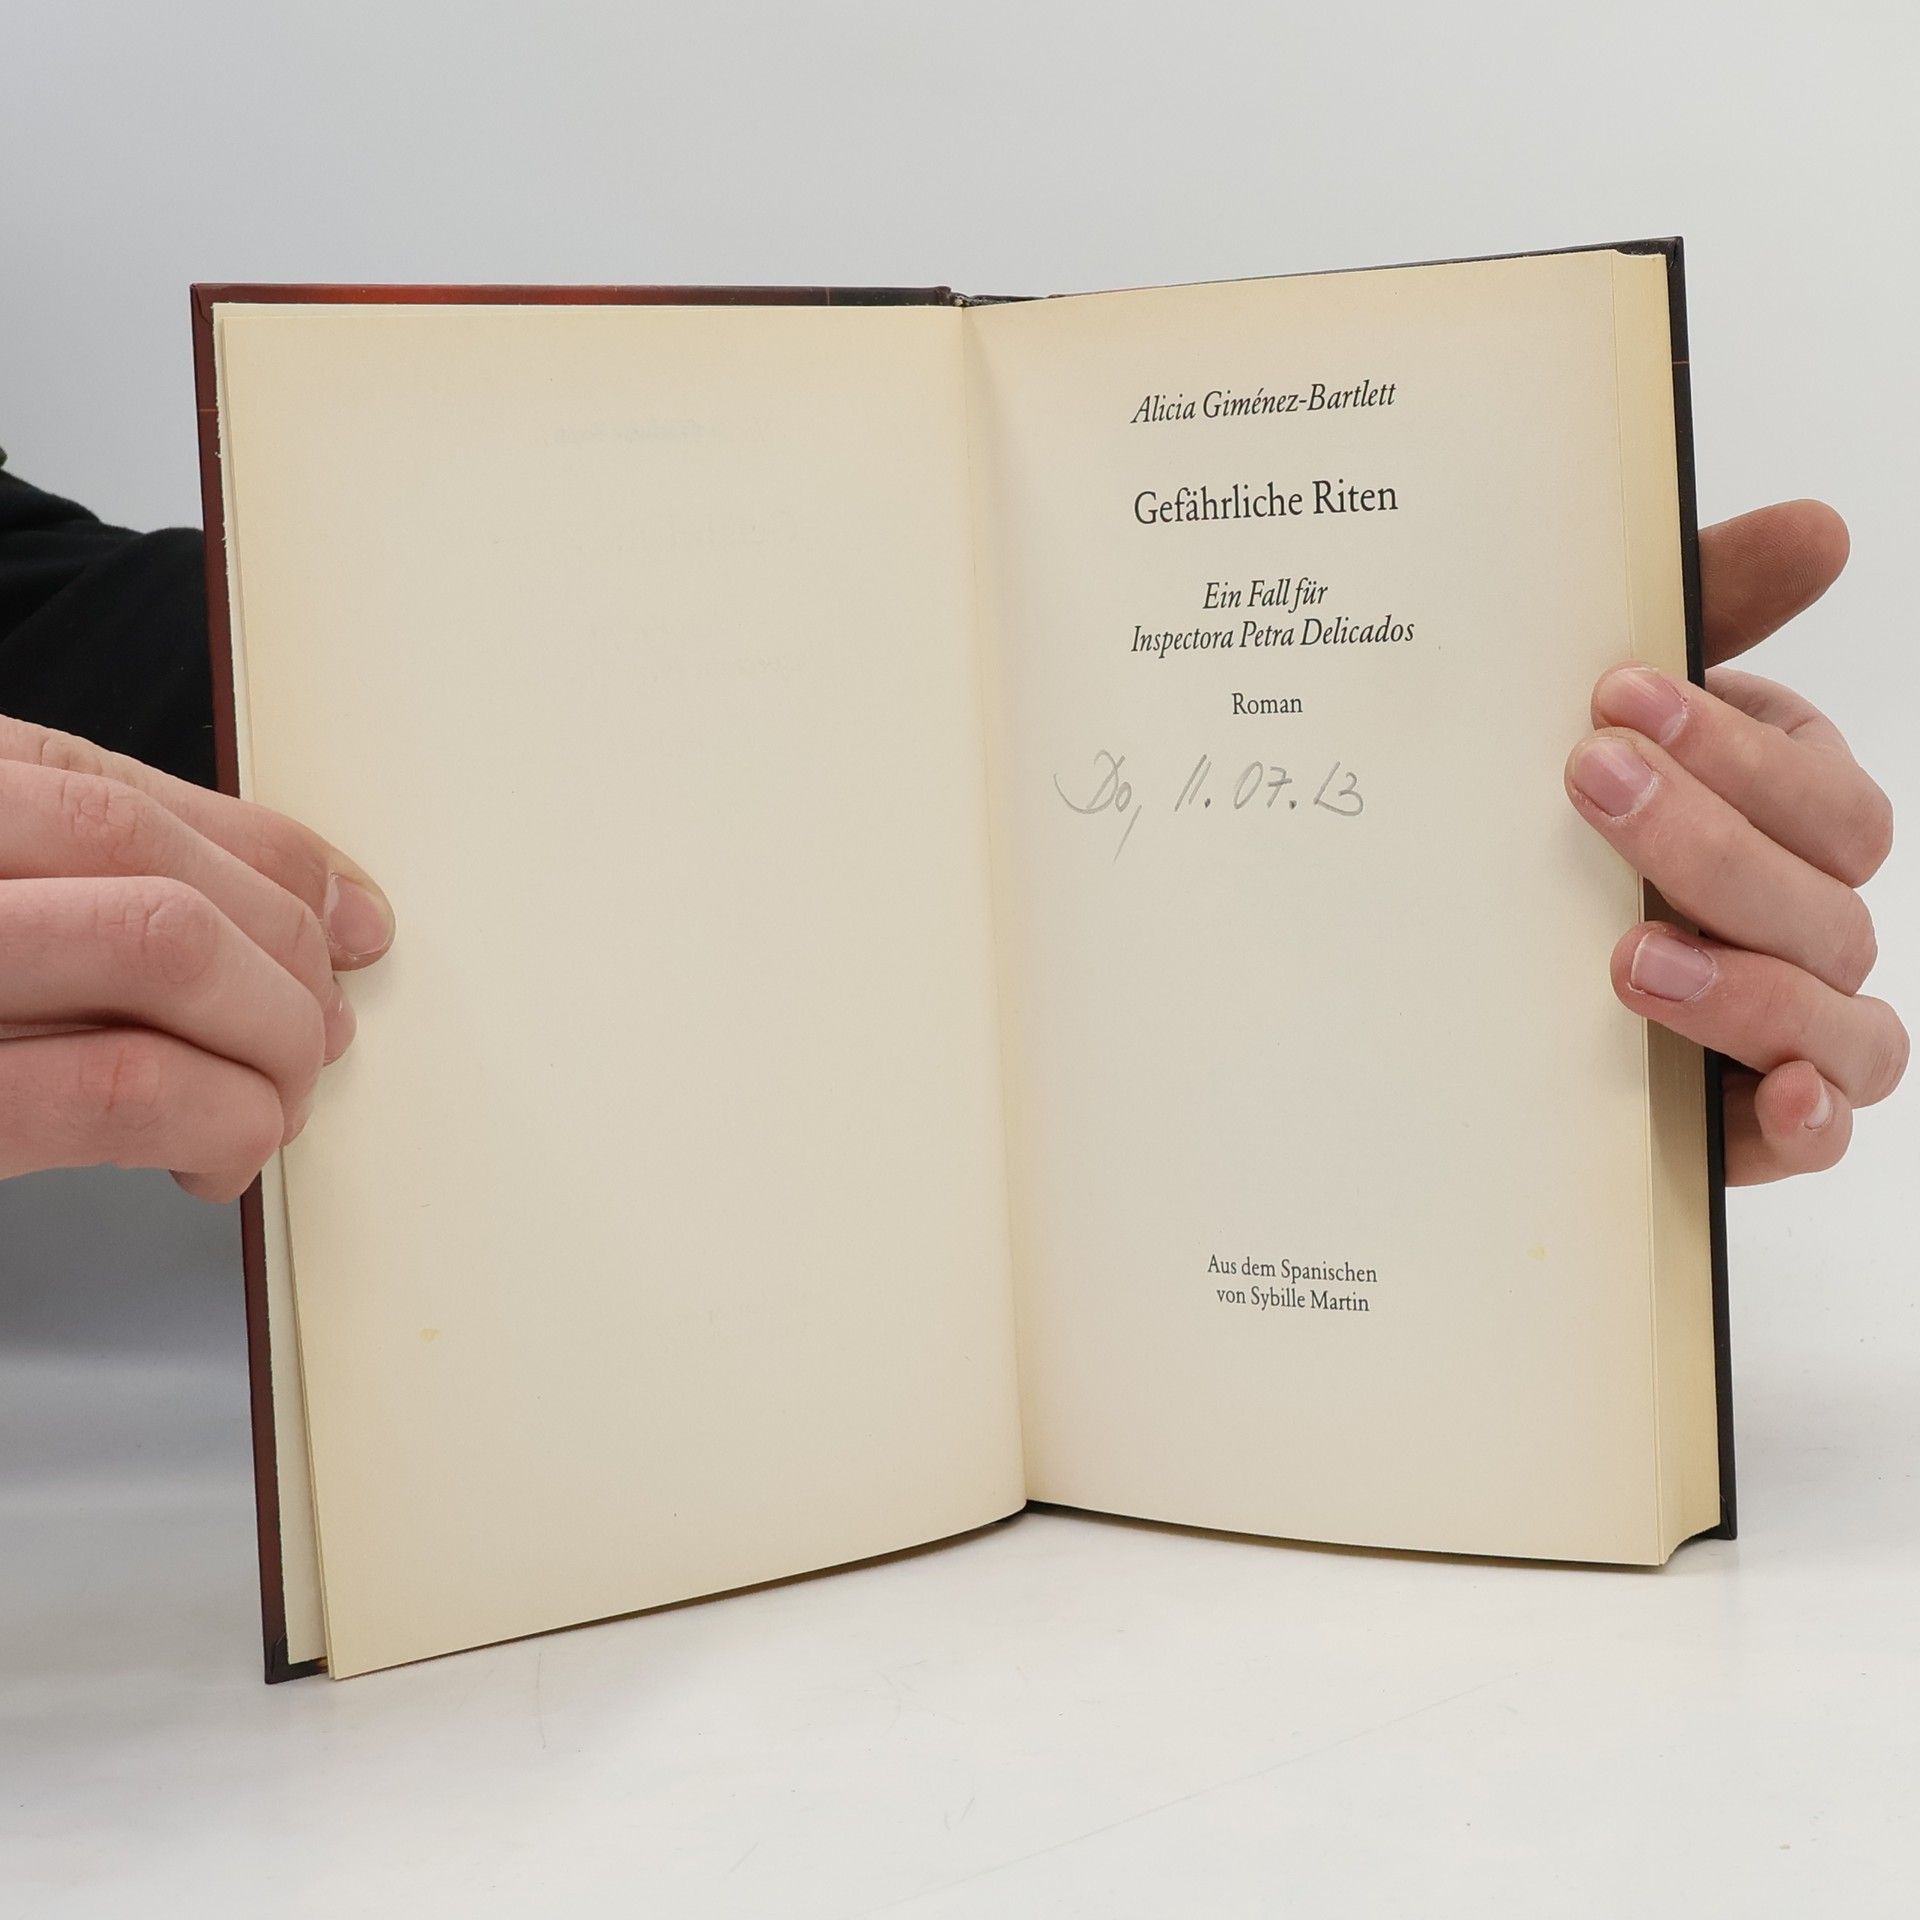 Alicia Giménez-Bartlett
Gefährliche Riten
Ein Fall für
Inspectora Petra Delicados
Roman
Do, 11. 07. 13
Aus dem Spanischen
von Sybille Martin